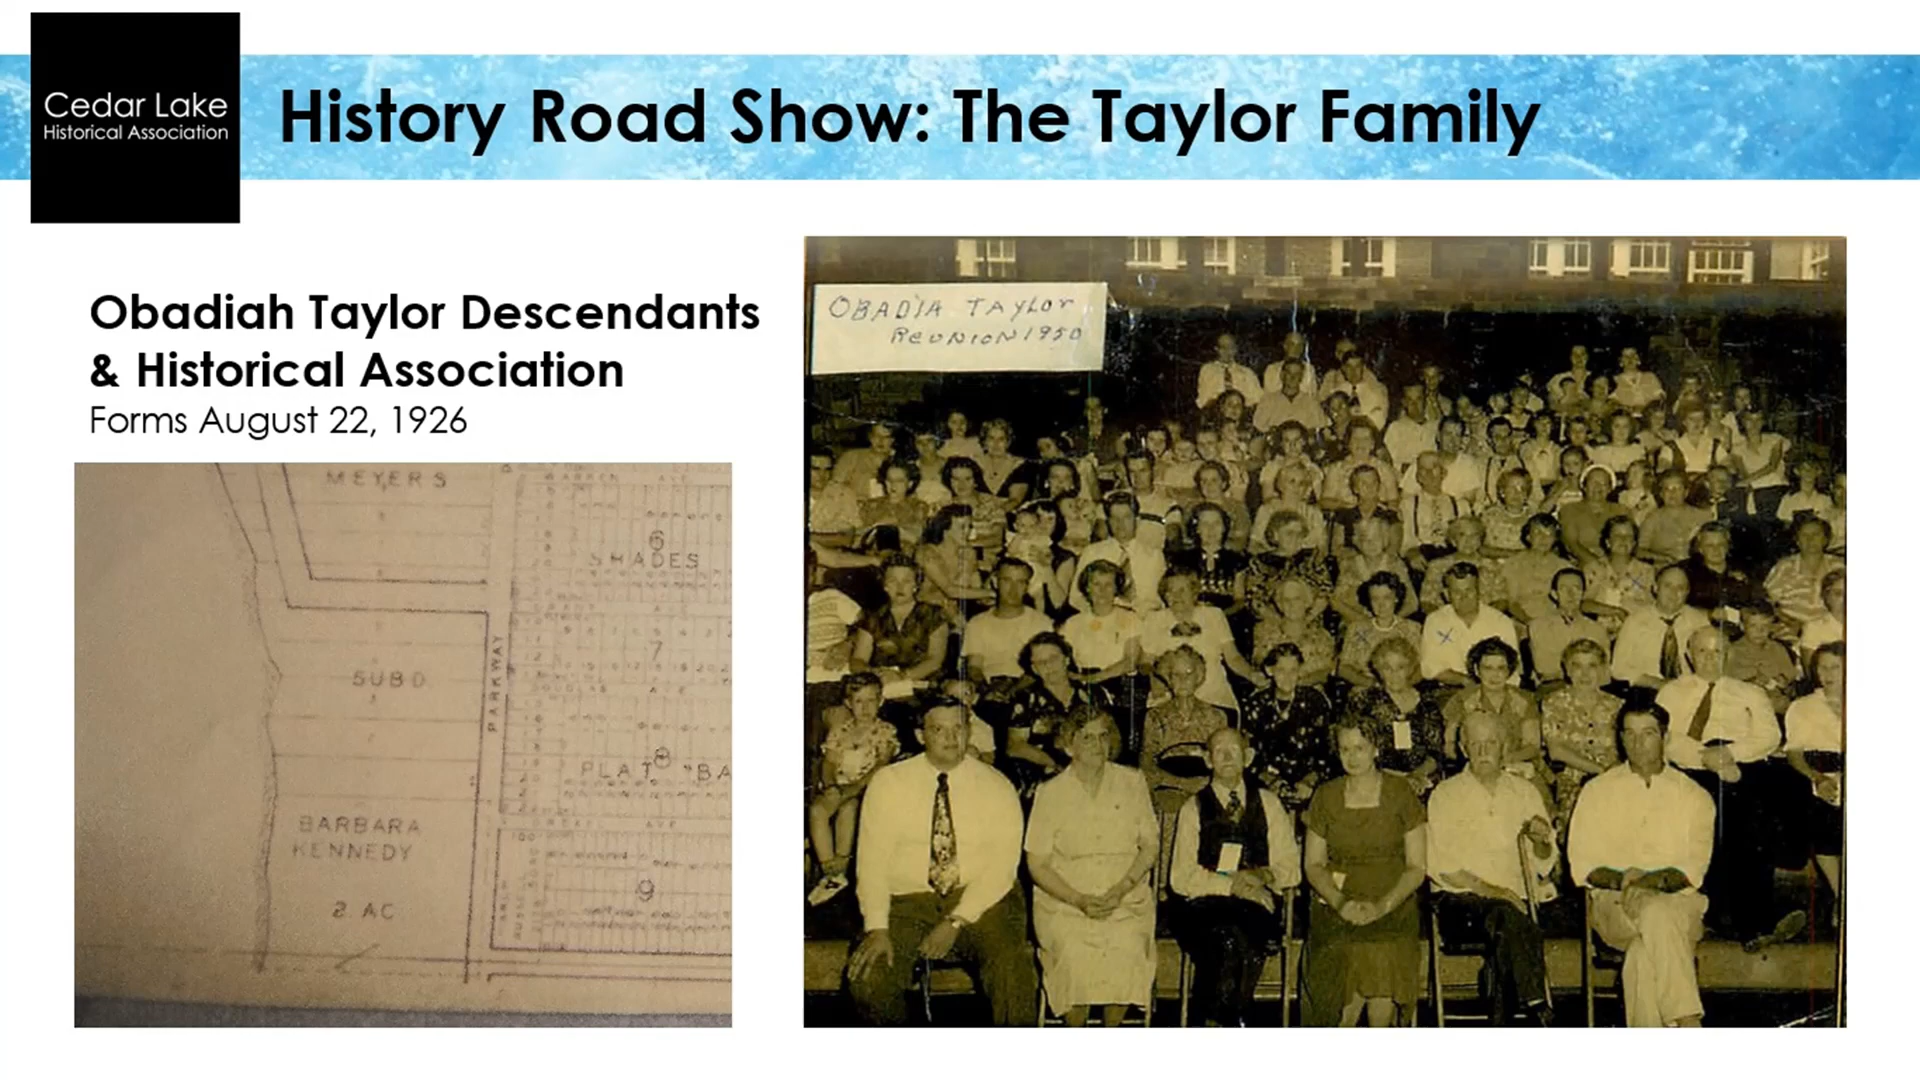 Cedar Lake
Historical Association
History Road Show: The Taylor Family
Obadiah Taylor Descendants
& Historical Association
Forms August 22, 1926
OBADIA TAYLOR
REUNION 1950
MEYERS
6
SHADES
7
SUBD
PARKWAY
8
PLAT "BA
BARBARA
KENNEDY
9
2 AC